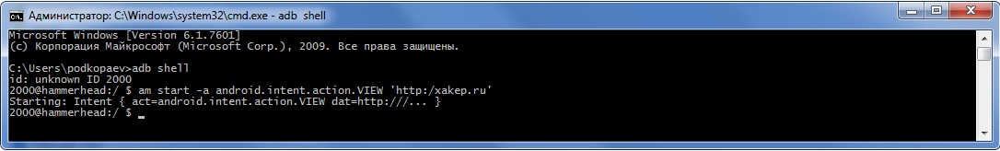 Администратор: C:\Windows\system32\cmd.exe - adb shell
Microsoft Windows [Version 6.1.7601]
(c) Корпорация Майкрософт (Microsoft Corp.), 2009. Все права защищены.
C:\Users\podkopaev>adb shell
id: unknown ID 2000
2000@hammerhead:/ $ am start -a android.intent.action.VIEW 'http:/xakep.ru'
Starting: Intent { act=android.intent.action.VIEW dat=http:///... }
2000@hammerhead:/ $